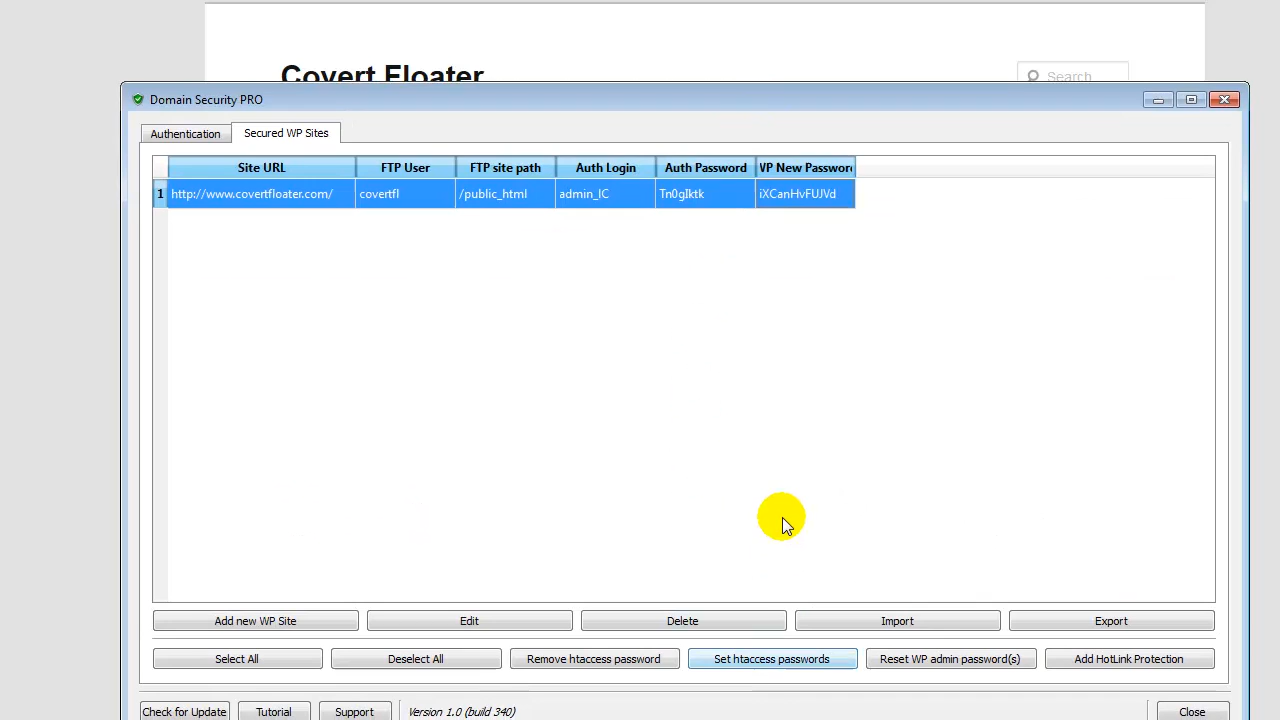 Covert Floater
Search
Domain Security PRO
Authentication
Secured WP Sites
Site URL FTP User FTP site path Auth Login Auth Password WP New Password
1 http://www.covertfloater.com/ covertfl /public_html admin_IC Tn0gIktk iXCanHvFUJVd
Add new WP Site Edit Delete Import Export
Select All Deselect All Remove htaccess password Set htaccess passwords Reset WP admin password(s) Add HotLink Protection
Check for Update Tutorial Support Version 1.0 (build 340) Close